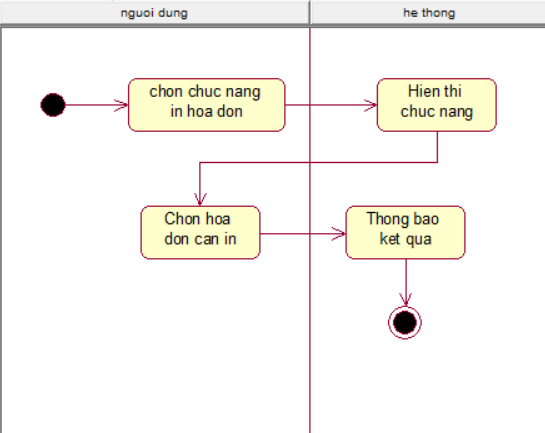 nguoi dung
he thong
chon chuc nang
in hoa don
Hien thi
chuc nang
Chon hoa
don can in
Thong bao
ket qua